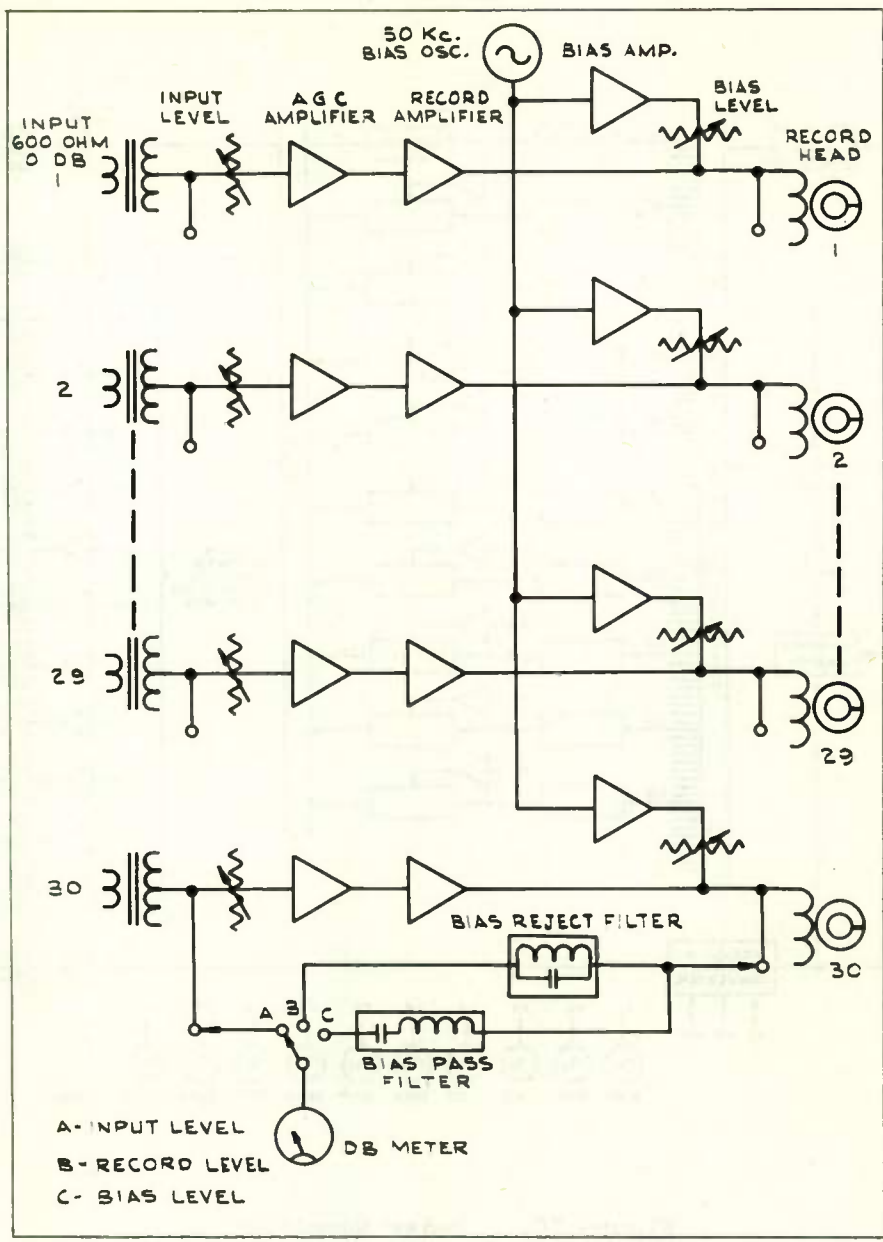 50 Kc.
BIAS OSC.
BIAS AMP.
INPUT
600 OHM
0 DB
1
INPUT
LEVEL
AGC
AMPLIFIER
RECORD
AMPLIFIER
BIAS
LEVEL
RECORD
HEAD
1
2
2
29
29
30
30
BIAS REJECT FILTER
A
B
C
BIAS PASS
FILTER
DB METER
A- INPUT LEVEL
B- RECORD LEVEL
C- BIAS LEVEL